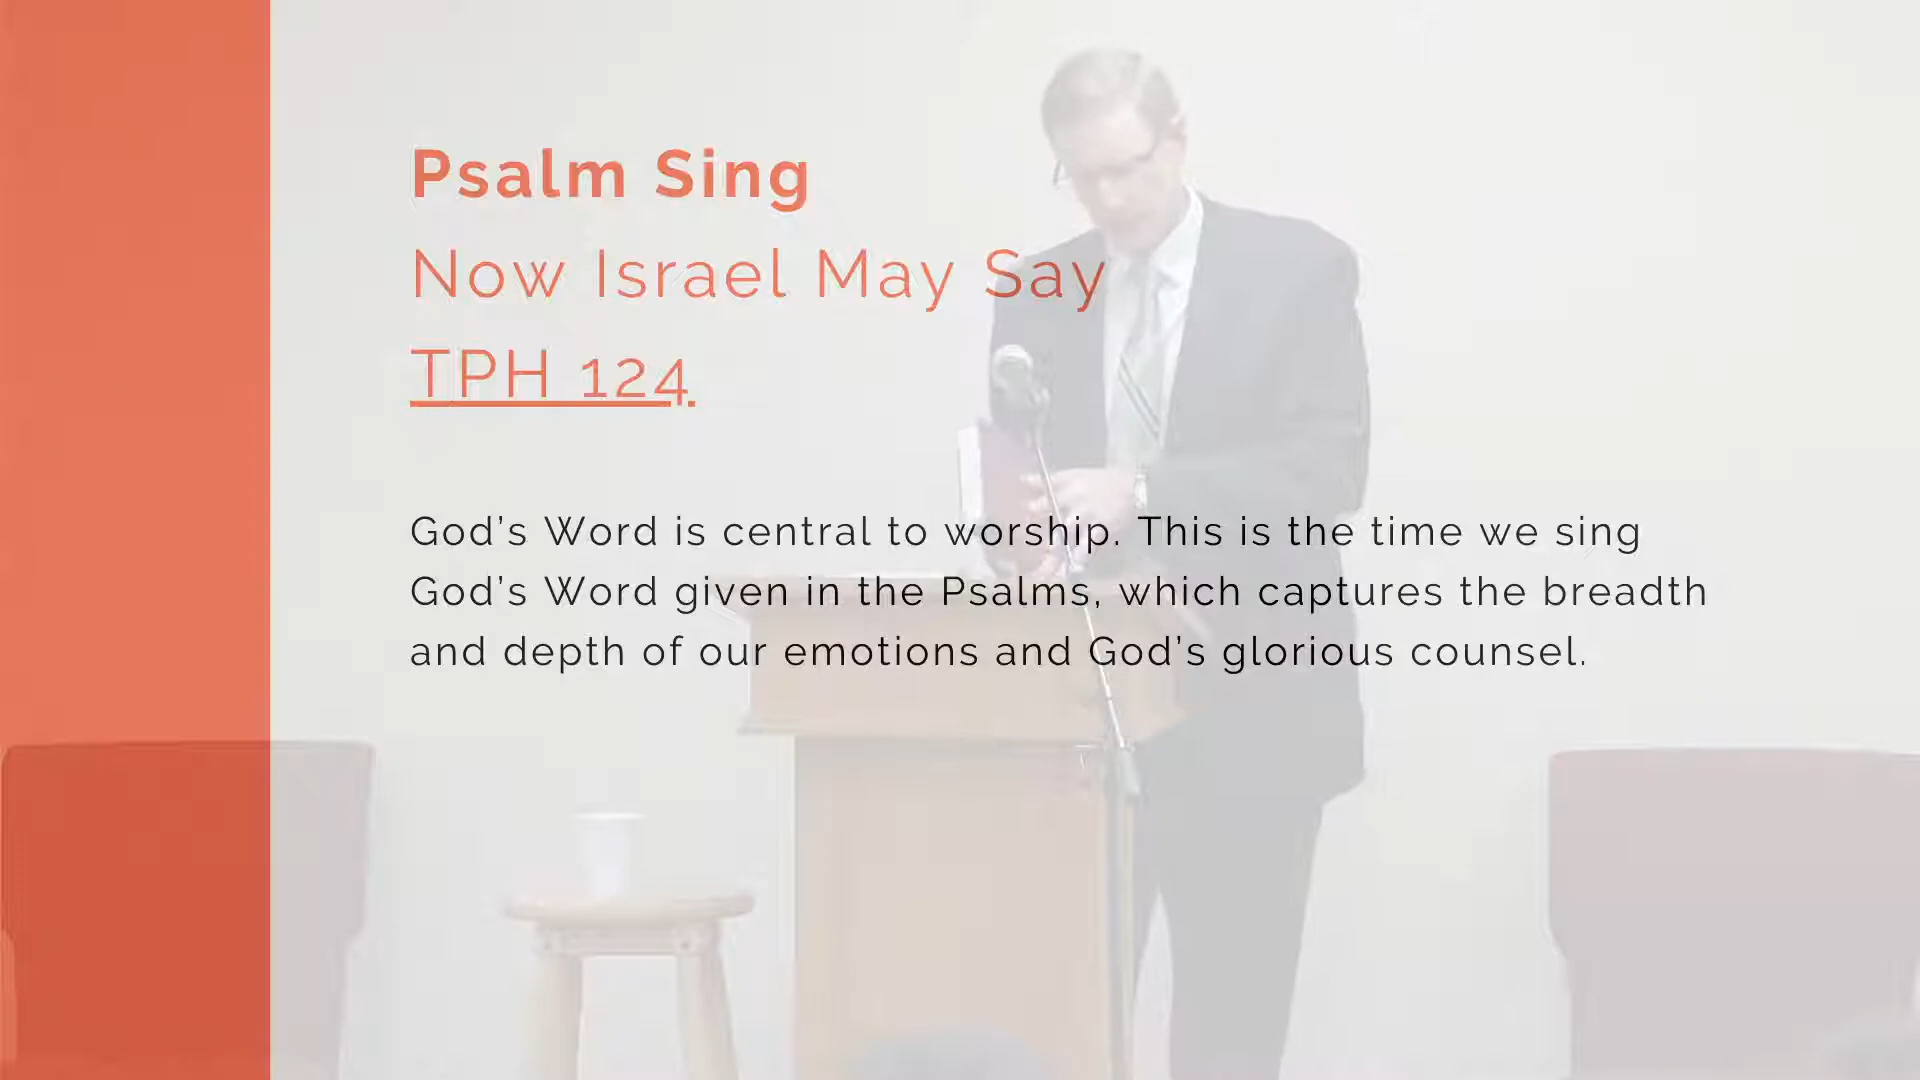 Psalm Sing
Now Israel May Say
TPH 124
God’s Word is central to worship. This is the time we sing
God’s Word given in the Psalms, which captures the breadth
and depth of our emotions and God’s glorious counsel.